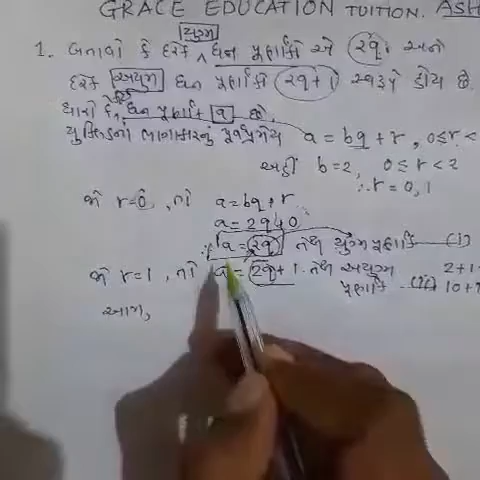 GRACE EDUCATION TUITION. ASH
યુગ્મ
1. બતાવો કે દરેક ^ ધન પૂર્ણાંક એ 2q, અને
દરેક અયુગ્મ ધન પૂર્ણાંક 2q+1 સ્વરૂપે હોય છે.
ધારો કે, ધન પૂર્ણાંક a છે.
યુક્લિડની ભાગાકારનું પૂર્વપ્રમેય a = bq + r, 0≤r<
અહીં b=2, 0≤r<2
∴ r=0, 1
જો r=0, તો a=bq+r
a=2q+0
∴ a=2q તેથી યુગ્મ પૂર્ણાંક —(i)
જો r=1, તો a=2q+1. તેથી અયુગ્મ 2+1
પૂર્ણાંક —(ii) 10+
આમ,